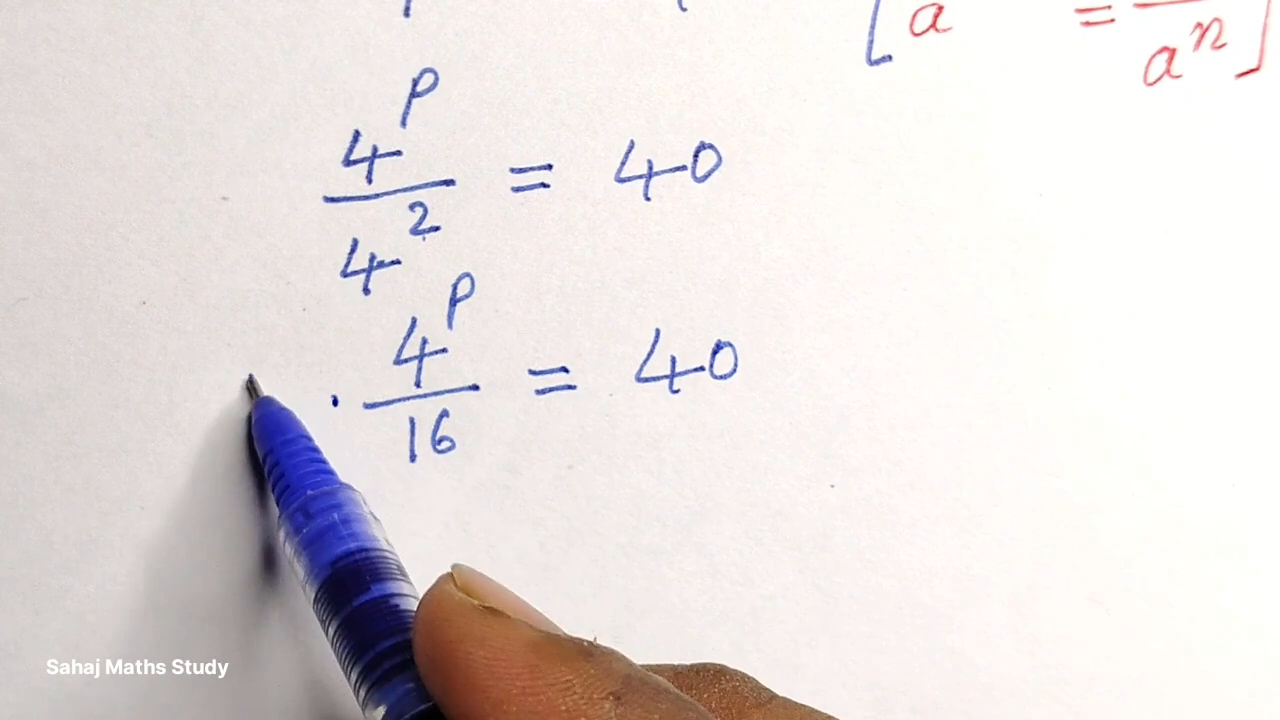 [a = a^n]
4^p / 4^2 = 40
4^p / 16 = 40
Sahaj Maths Study